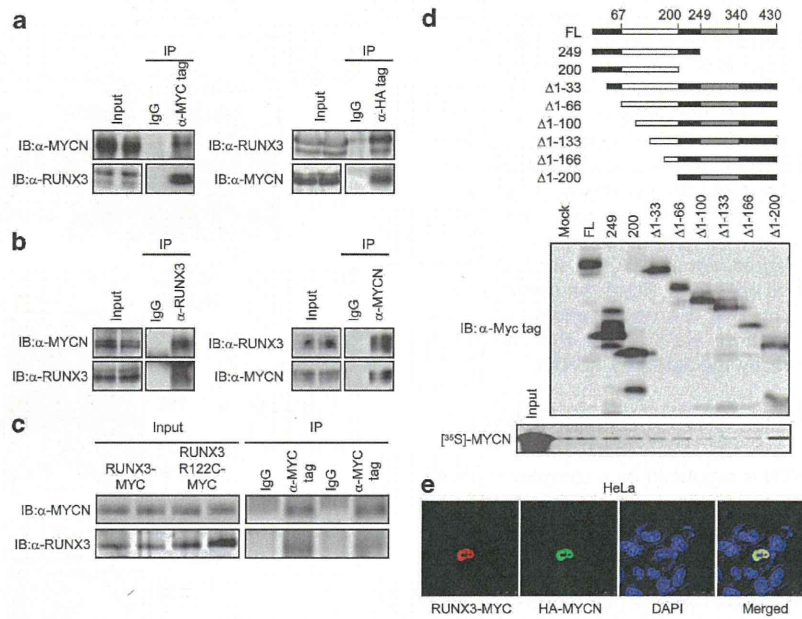 a
IP
Input
IgG
α-MYC tag
IB:α-MYCN
IB:α-RUNX3
IP
Input
IgG
α-HA tag
IB:α-RUNX3
IB:α-MYCN
b
IP
Input
IgG
α-RUNX3
IB:α-MYCN
IB:α-RUNX3
IP
Input
IgG
α-MYCN
IB:α-RUNX3
IB:α-MYCN
c
Input
IP
RUNX3-
MYC
RUNX3
R122C-
MYC
IgG
α-MYC
tag
IgG
α-MYC
tag
IB:α-MYCN
IB:α-RUNX3
d
67 200 249 340 430
FL
249
200
Δ1-33
Δ1-66
Δ1-100
Δ1-133
Δ1-166
Δ1-200
Mock FL 249 200 Δ1-33 Δ1-66 Δ1-100 Δ1-133 Δ1-166 Δ1-200
IB:α-Myc tag
Input
[³⁵S]-MYCN
e
HeLa
RUNX3-MYC HA-MYCN DAPI Merged